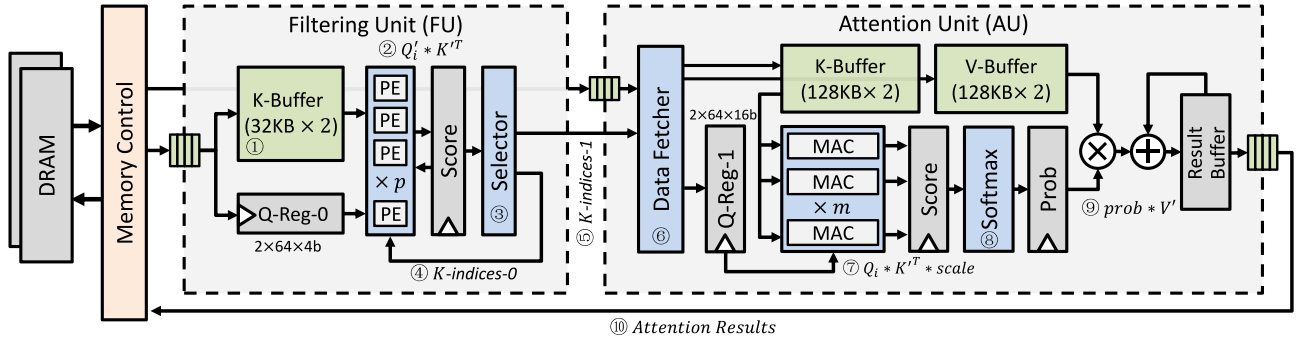 DRAM
Memory Control
Filtering Unit (FU)
② Q'ᵢ * K'ᵀ
K-Buffer
(32KB × 2)
①
Q-Reg-0
2×64×4b
PE
PE
PE
× p
PE
Score
Selector
③
④ K-indices-0
⑤ K-indices-1
Attention Unit (AU)
Data Fetcher
⑥
K-Buffer
(128KB× 2)
V-Buffer
(128KB× 2)
2×64×16b
Q-Reg-1
MAC
MAC
× m
MAC
⑦ Qᵢ * K'ᵀ * scale
Score
Softmax
⑧
Prob
⑨ prob * V'
Result
Buffer
⑩ Attention Results